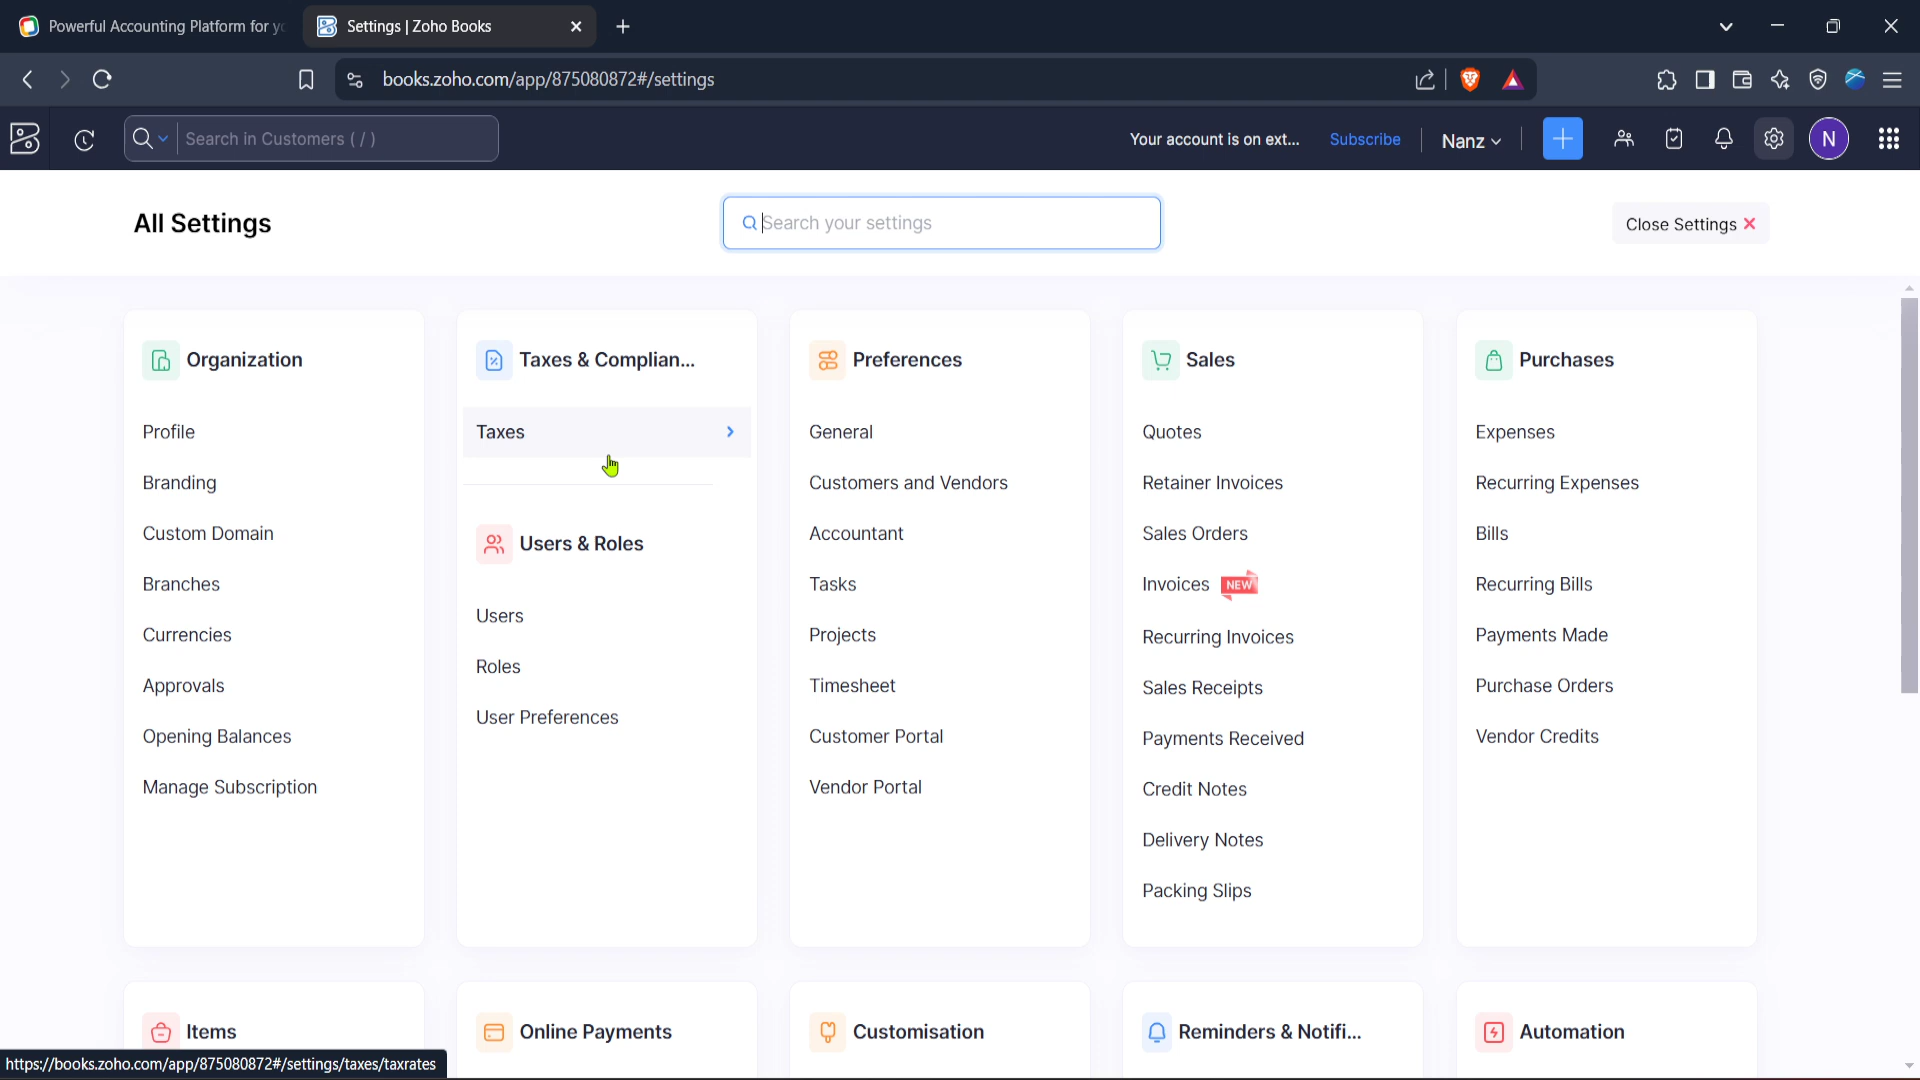 Powerful Accounting Platform for yo
Settings | Zoho Books
books.zoho.com/app/875080872#/settings
Search in Customers ( / )
Your account is on ext...
Subscribe
Nanz
N
All Settings
Search your settings
Close Settings
Organization
Profile
Branding
Custom Domain
Branches
Currencies
Approvals
Opening Balances
Manage Subscription
Taxes & Complian...
Taxes
Users & Roles
Users
Roles
User Preferences
Preferences
General
Customers and Vendors
Accountant
Tasks
Projects
Timesheet
Customer Portal
Vendor Portal
Sales
Quotes
Retainer Invoices
Sales Orders
Invoices NEW
Recurring Invoices
Sales Receipts
Payments Received
Credit Notes
Delivery Notes
Packing Slips
Purchases
Expenses
Recurring Expenses
Bills
Recurring Bills
Payments Made
Purchase Orders
Vendor Credits
Items
Online Payments
Customisation
Reminders & Notifi...
Automation
https://books.zoho.com/app/875080872#/settings/taxes/taxrates